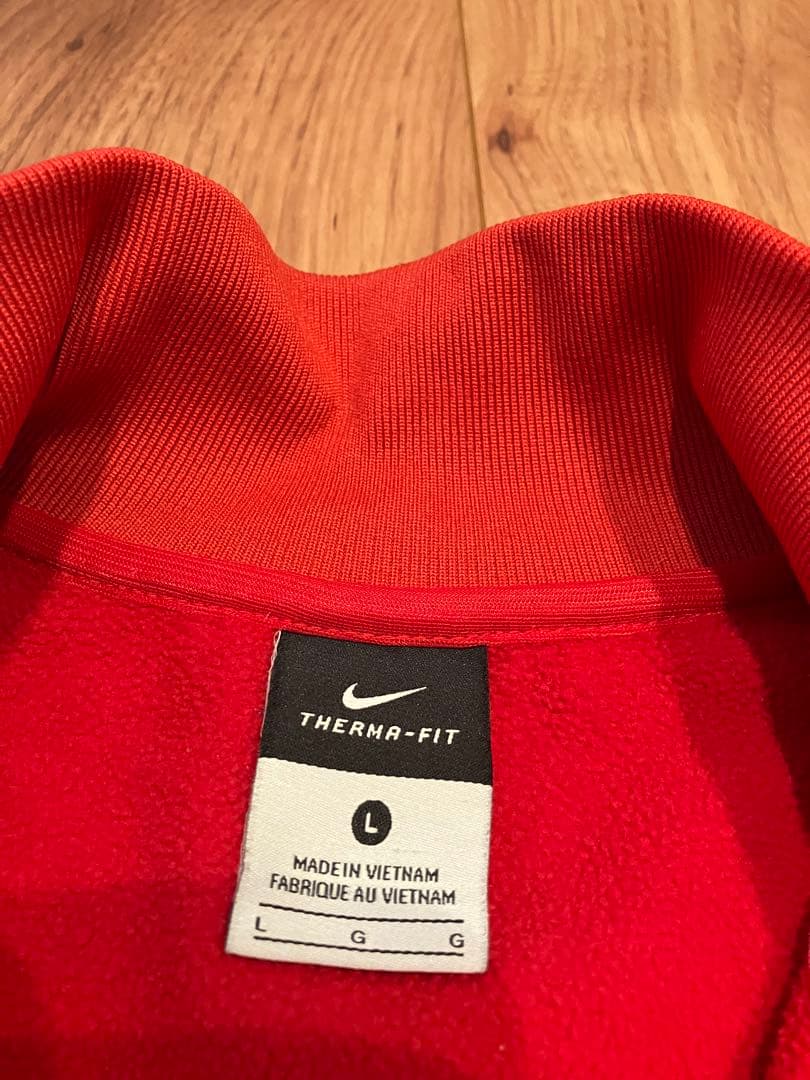 THERMA-FIT
L
MADE IN VIETNAM
FABRIQUE AU VIETNAM
L G G